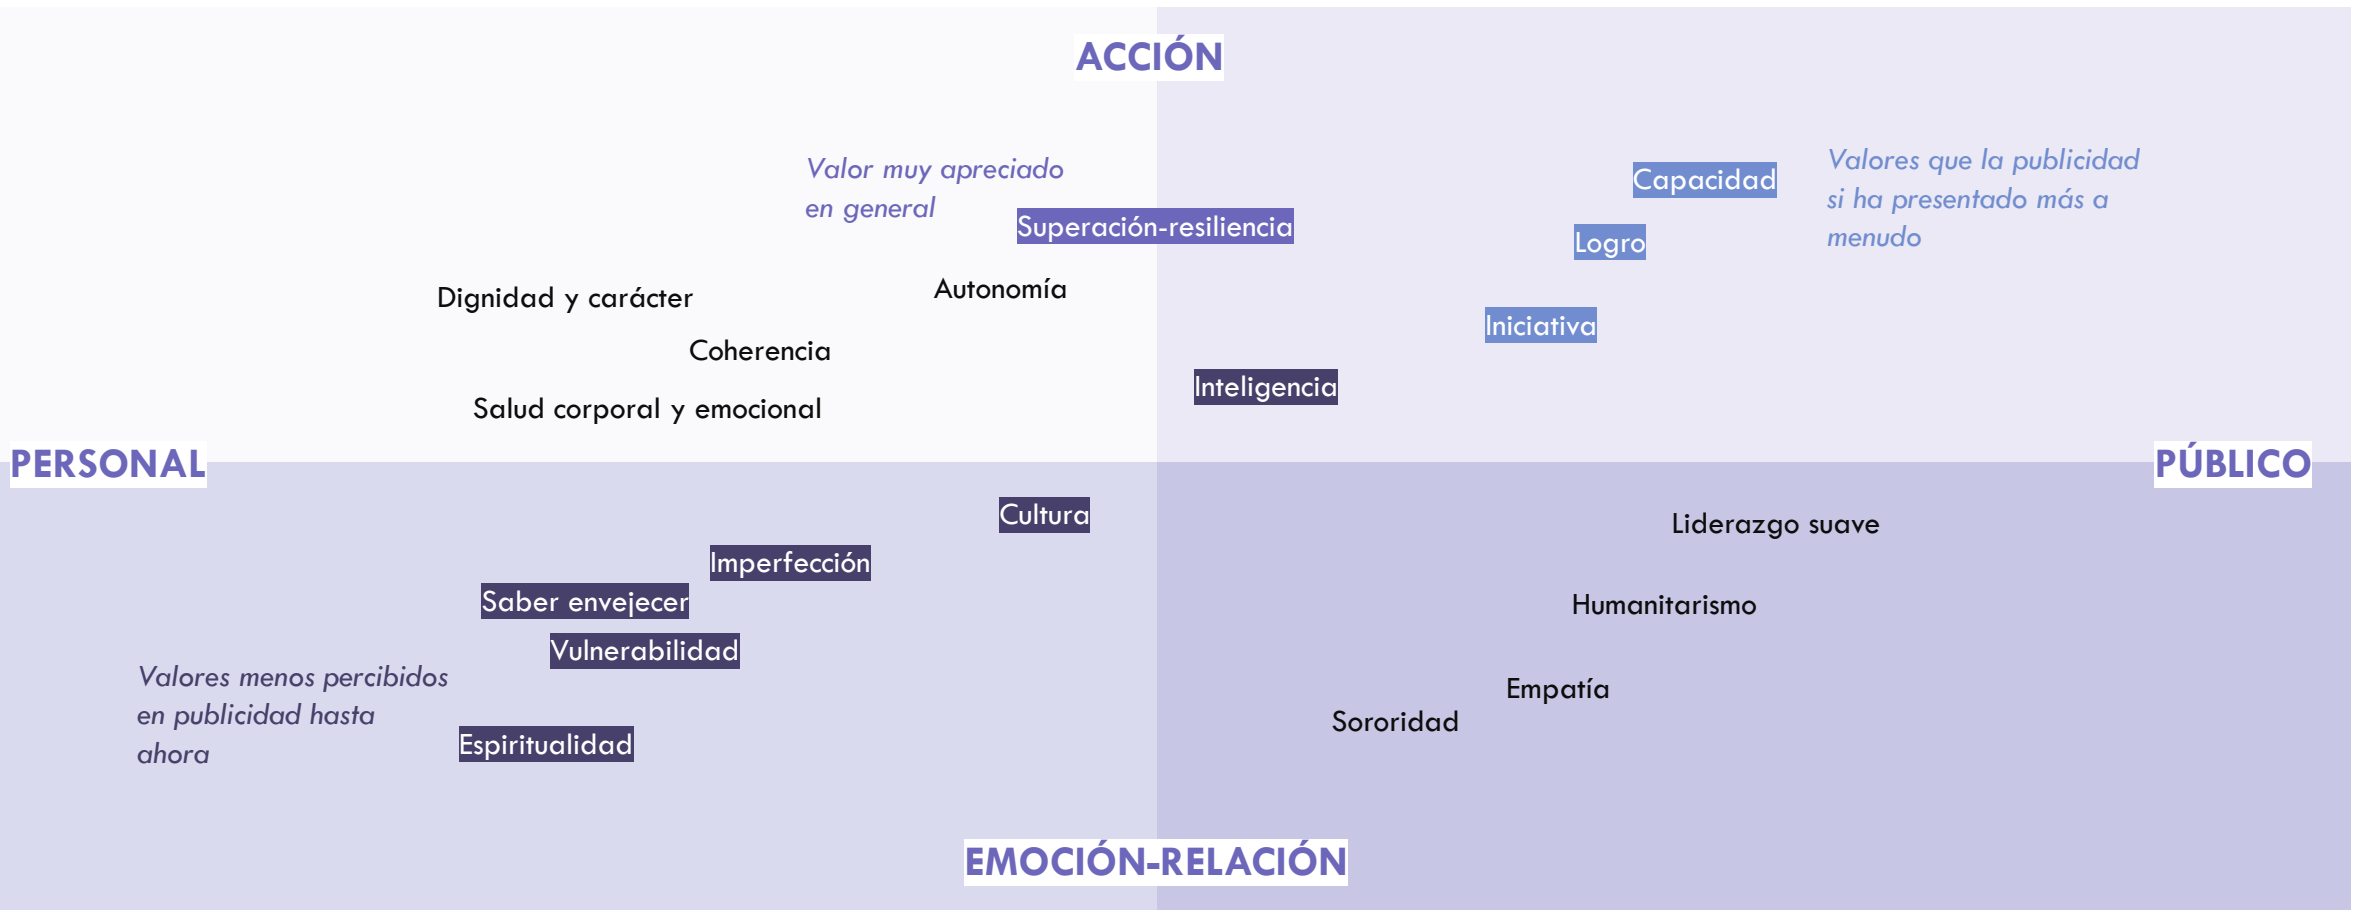 ACCIÓN
Valor muy apreciado
en general
Superación-resiliencia
Capacidad
Valores que la publicidad
si ha presentado más a
menudo
Logro
Dignidad y carácter
Autonomía
Iniciativa
Coherencia
Inteligencia
Salud corporal y emocional
PERSONAL
PÚBLICO
Cultura
Liderazgo suave
Imperfección
Saber envejecer
Humanitarismo
Vulnerabilidad
Valores menos percibidos
en publicidad hasta
ahora
Empatía
Sororidad
Espiritualidad
EMOCIÓN-RELACIÓN